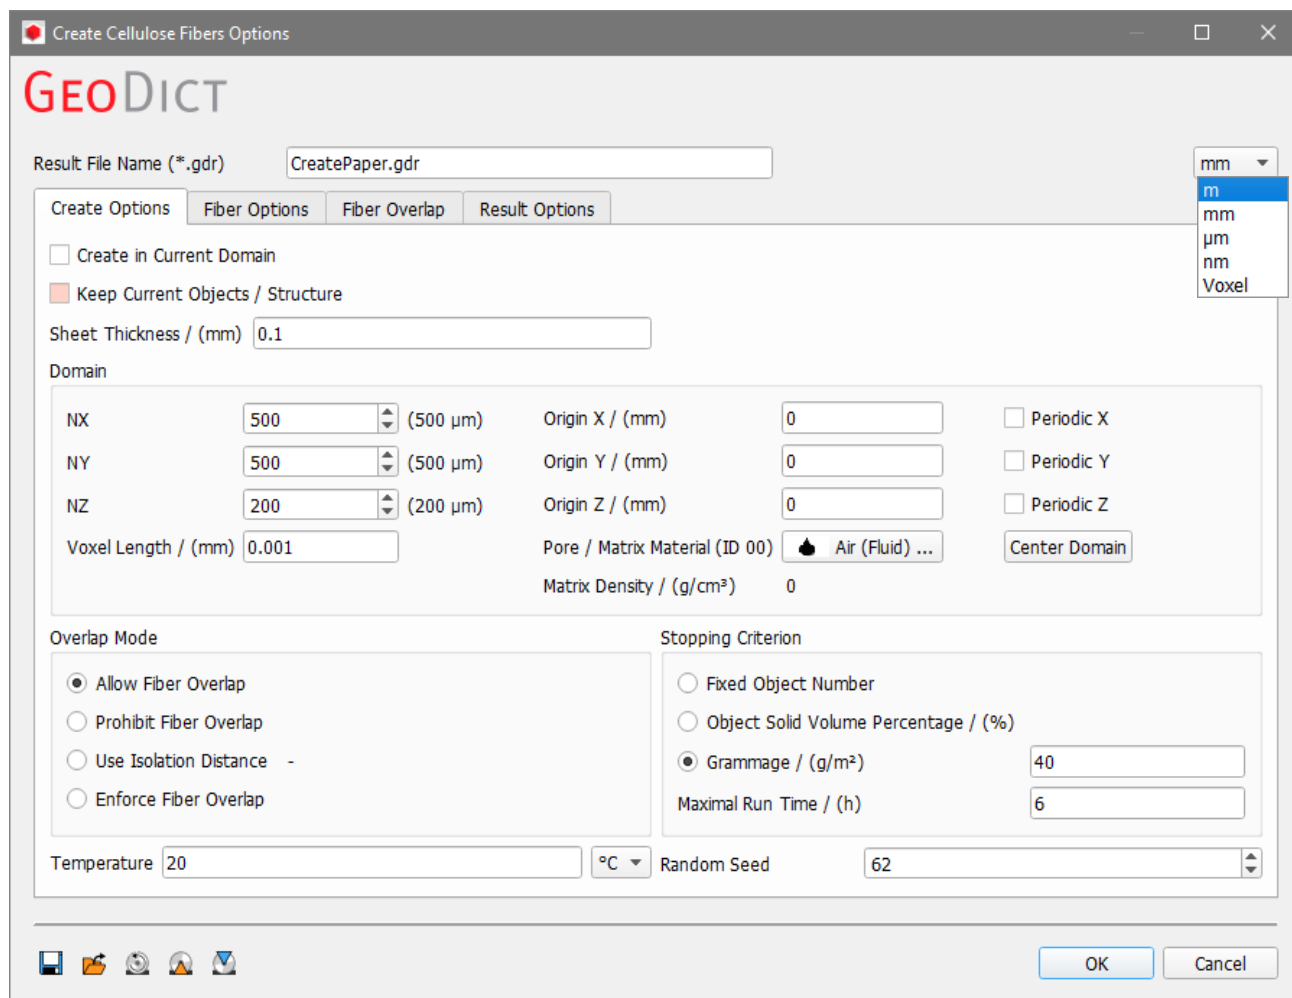 Create Cellulose Fibers Options
GEODICT
Result File Name (*.gdr) CreatePaper.gdr mm
m
mm
µm
nm
Voxel
Create Options Fiber Options Fiber Overlap Result Options
Create in Current Domain
Keep Current Objects / Structure
Sheet Thickness / (mm) 0.1
Domain
NX 500 (500 µm) Origin X / (mm) 0 Periodic X
NY 500 (500 µm) Origin Y / (mm) 0 Periodic Y
NZ 200 (200 µm) Origin Z / (mm) 0 Periodic Z
Voxel Length / (mm) 0.001 Pore / Matrix Material (ID 00) Air (Fluid) ... Center Domain
Matrix Density / (g/cm³) 0
Overlap Mode
Allow Fiber Overlap
Prohibit Fiber Overlap
Use Isolation Distance -
Enforce Fiber Overlap
Stopping Criterion
Fixed Object Number
Object Solid Volume Percentage / (%)
Grammage / (g/m²) 40
Maximal Run Time / (h) 6
Temperature 20 °C Random Seed 62
OK Cancel